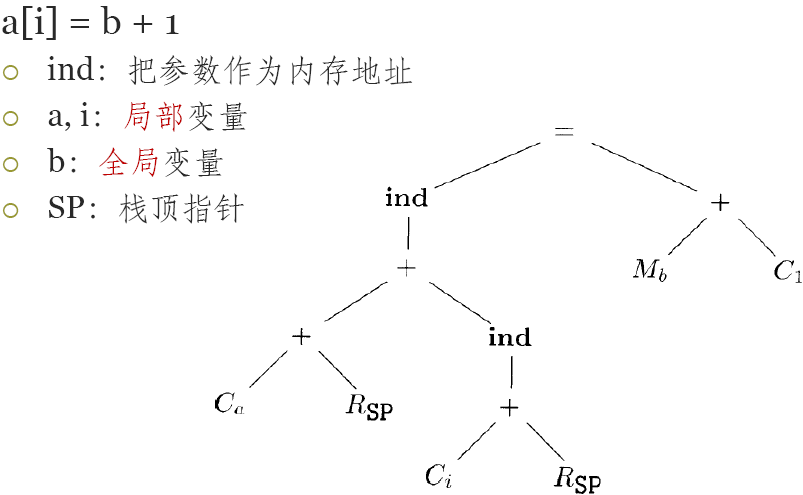 a[i] = b + 1
○ ind：把参数作为内存地址
○ a, i：局部变量
○ b：全局变量
○ SP：栈顶指针
=
ind +
+ M_b C_1
+ ind
C_a R_SP +
C_i R_SP